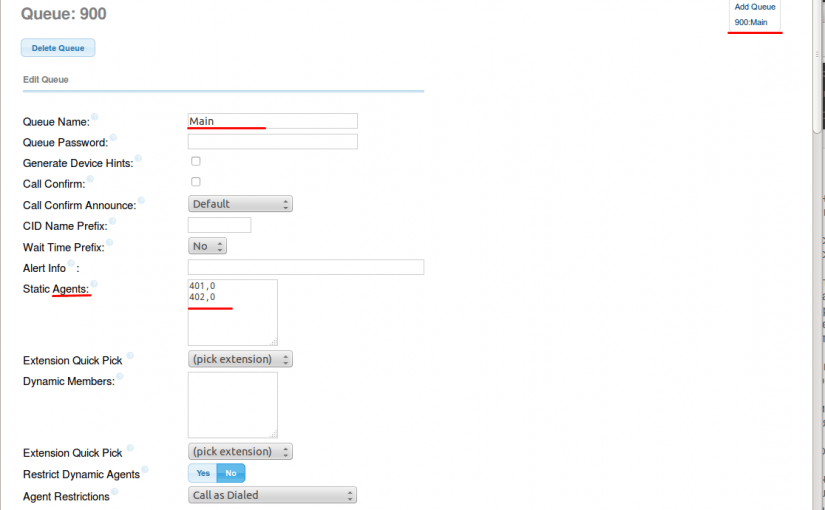 Queue: 900
Add Queue
900:Main
Delete Queue
Edit Queue
Queue Name: Main
Queue Password:
Generate Device Hints:
Call Confirm:
Call Confirm Announce: Default
CID Name Prefix:
Wait Time Prefix: No
Alert Info :
Static Agents: 401,0
402,0
Extension Quick Pick (pick extension)
Dynamic Members:
Extension Quick Pick (pick extension)
Restrict Dynamic Agents Yes No
Agent Restrictions Call as Dialed